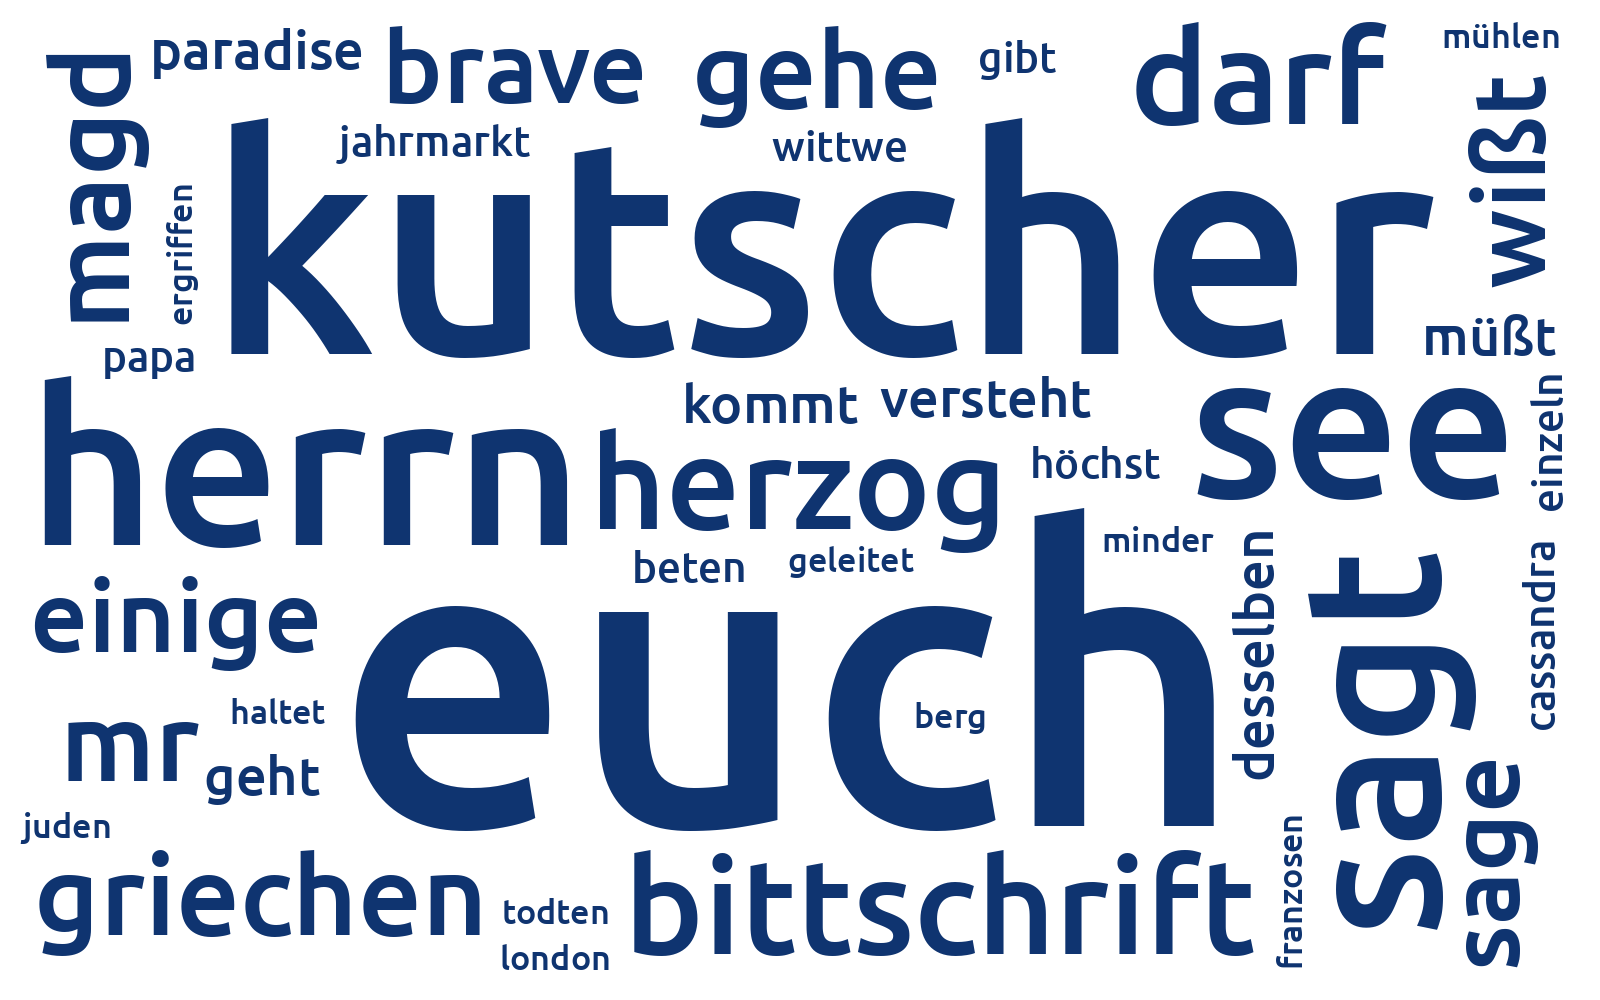 paradise
brave
gehe
gibt
darf
mühlen
magd
jahrmarkt
wittwe
wißt
ergriffen
kutscher
papa
müßt
herrn
kommt
versteht
see
einzeln
herzog
höchst
beten
geleitet
minder
einige
euch
desselben
sagt
cassandra
mr
haltet
berg
geht
juden
griechen
bittschrift
franzosen
sage
todten
london